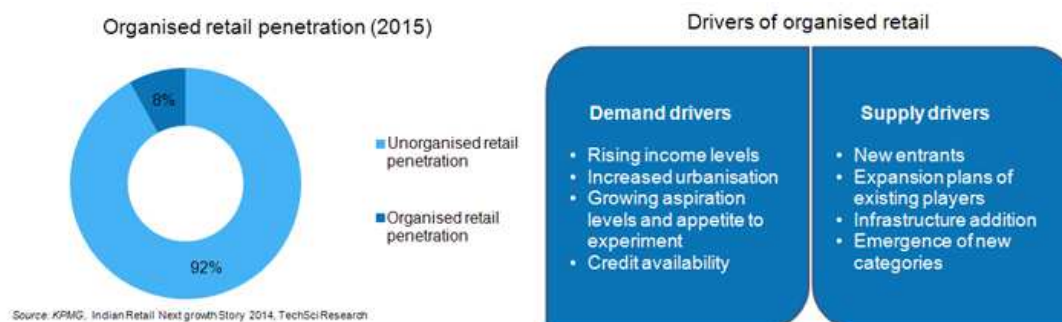 Organised retail penetration (2015)
8%
92%
Unorganised retail
penetration
Organised retail
penetration
Source: KPMG, Indian Retail Next growth Story 2014, TechSci Research
Drivers of organised retail
Demand drivers
• Rising income levels
• Increased urbanisation
• Growing aspiration
levels and appetite to
experiment
• Credit availability
Supply drivers
• New entrants
• Expansion plans of
existing players
• Infrastructure addition
• Emergence of new
categories